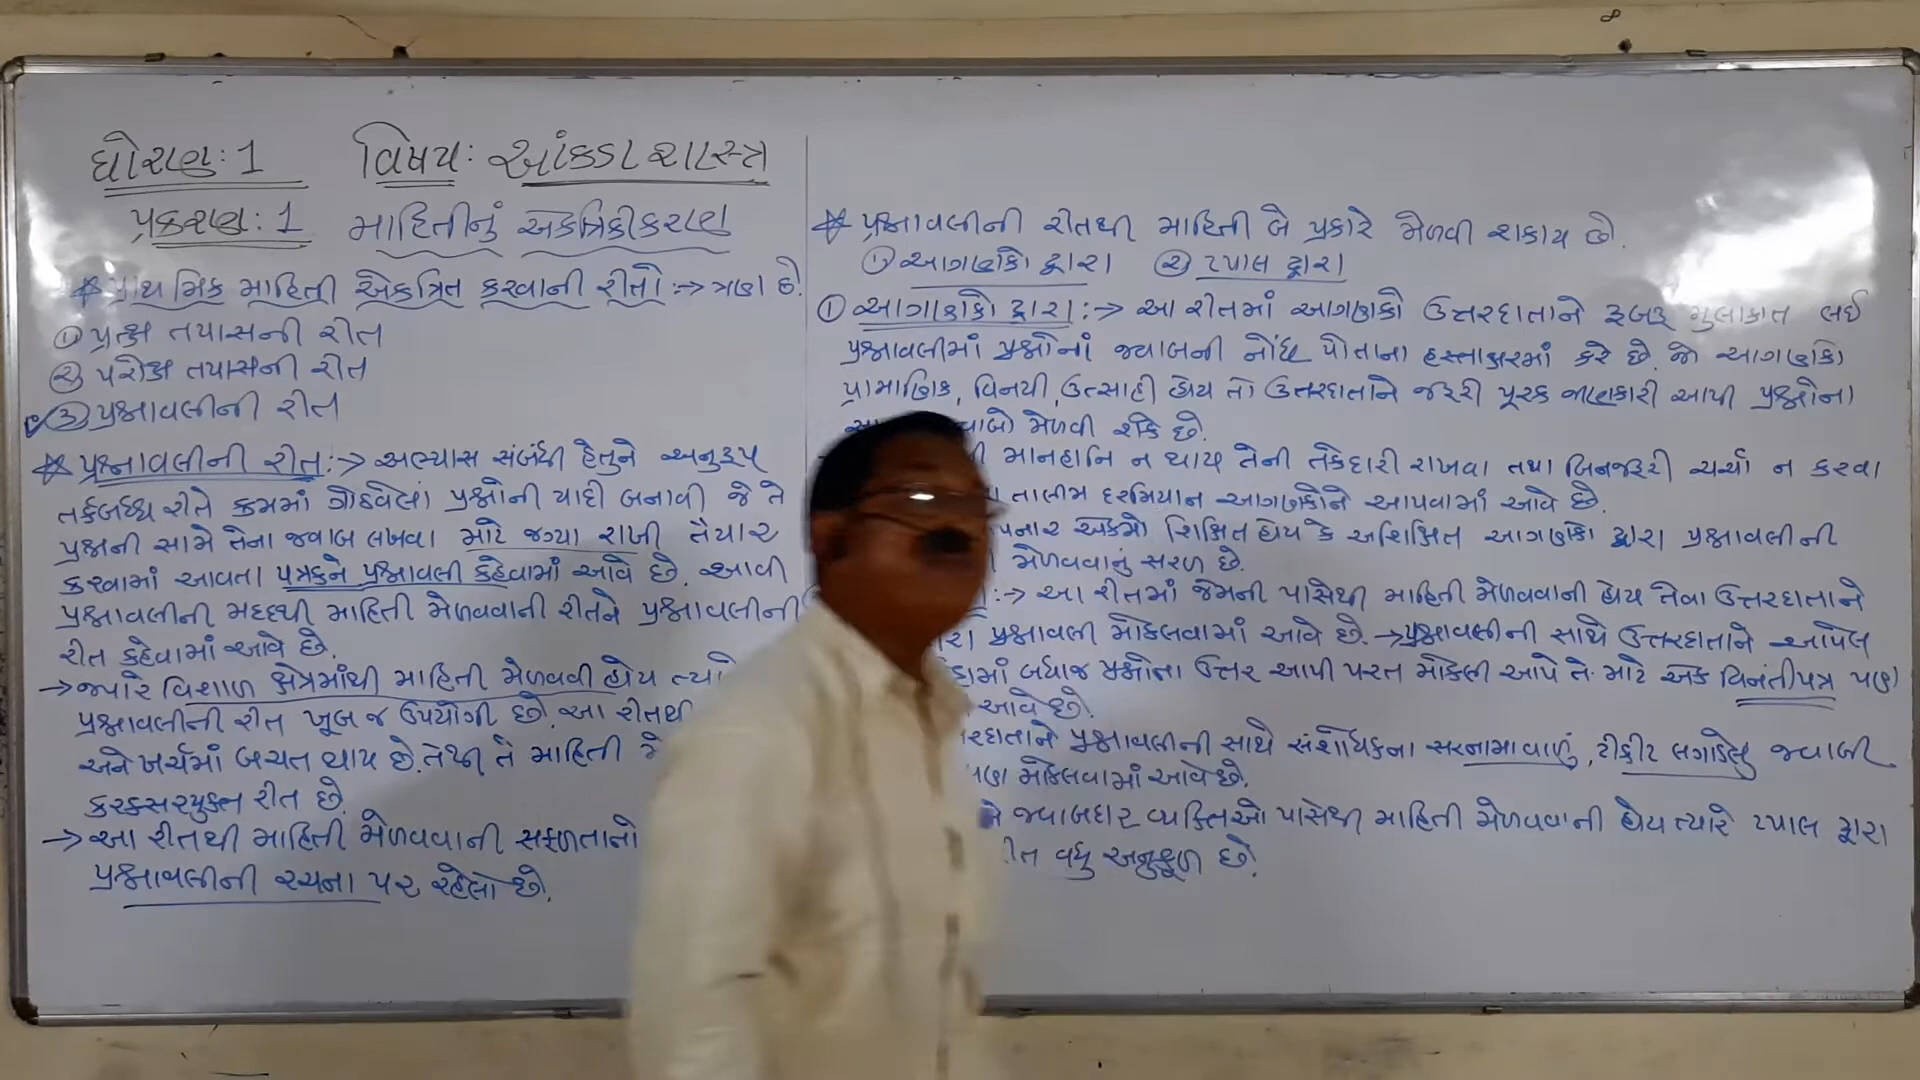 ધોરણ: 1 વિષય: આંકડાશાસ્ત્ર
પ્રકરણ: 1 માહિતીનું એકત્રિકીકરણ
પ્રાથમિક માહિતી એકત્રિત કરવાની રીતો :→ ત્રણ છે.
① પ્રત્યક્ષ તપાસની રીત
② પરોક્ષ તપાસની રીત
③ પ્રશ્નાવલીની રીત
પ્રશ્નાવલીની રીત :→ અભ્યાસ સંબંધી હેતુને અનુરૂપ
તર્કબધ્ધ રીતે ક્રમમાં ગોઠવેલાં પ્રશ્નોની યાદી બનાવી જે તે
પ્રશ્નની સામે તેના જવાબ લખવા માટે જગ્યા રાખી તૈયાર
કરવામાં આવતા પત્રકને પ્રશ્નાવલી કહેવામાં આવે છે. આવી
પ્રશ્નાવલીની મદદથી માહિતી મેળવવાની રીતને પ્રશ્નાવલીની
રીત કહેવામાં આવે છે.
→ જ્યારે વિશાળ ક્ષેત્રમાંથી માહિતી મેળવવી હોય
પ્રશ્નાવલીની રીત ખૂબ જ ઉપયોગી છે. આ રીતથી
અને ખર્ચમાં બચત થાય છે. તેથી તે માહિતી
કરકસરયુક્ત રીત છે.
→ આ રીતથી માહિતી મેળવવાની સફળતાનો
પ્રશ્નાવલીની રચના પર રહેલો છે.
પ્રશ્નાવલીની રીતથી માહિતી બે પ્રકારે મેળવી શકાય છે.
① આગણકો દ્વારા ② ટપાલ દ્વારા
① આગણકો દ્વારા :→ આ રીતમાં આગણકો ઉત્તરદાતાને રૂબરૂ મુલાકાત લઈ
પ્રશ્નાવલીમાં પ્રશ્નોનાં જવાબની નોંધ પોતાના હસ્તાક્ષરમાં કરે છે. જો આગણકો
પ્રામાણિક, વિનયી, ઉત્સાહી હોય તો ઉત્તરદાતાને જરૂરી પૂરક જાણકારી આપી પ્રશ્નોના
મેળવી શકે છે.
માનહાનિ ન થાય તેની તકેદારી રાખવા તથા બિનજરૂરી ચર્ચા ન કરવા
તાલીમ દરમિયાન આગણકોને આપવામાં આવે છે.
એકમો શિક્ષિત હોય કે અશિક્ષિત આગણકો દ્વારા પ્રશ્નાવલીની
મેળવવાનું સરળ છે.
:→ આ રીતમાં જેમની પાસેથી માહિતી મેળવવાની હોય તેવા ઉત્તરદાતાને
પ્રશ્નાવલી મોકલવામાં આવે છે. → પ્રશ્નાવલીની સાથે ઉત્તરદાતાને આપેલ
બધાજ પ્રશ્નોના ઉત્તર આપી પરત મોકલી આપે તે માટે એક વિનંતીપત્ર પણ
આવે છે.
પ્રશ્નાવલીની સાથે સંશોધકના સરનામાવાળું, ટીકીટ લગાડેલું જવાબી
મોકલવામાં આવે છે.
જવાબદાર વ્યક્તિઓ પાસેથી માહિતી મેળવવાની હોય ત્યારે ટપાલ દ્વારા
વધુ અનુકૂળ છે.